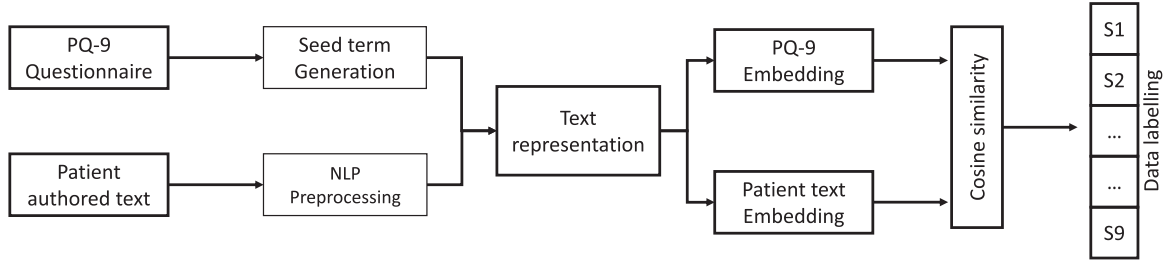 PQ-9
Questionnaire
Seed term
Generation
Patient
authored text
NLP
Preprocessing
Text
representation
PQ-9
Embedding
Patient text
Embedding
Cosine similarity
S1
S2
...
...
S9
Data labelling